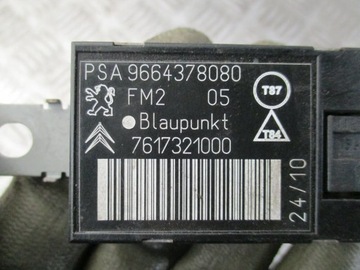 PSA 9664378080
FM2 05
T87
Blaupunkt
T84
7617321000
24/10